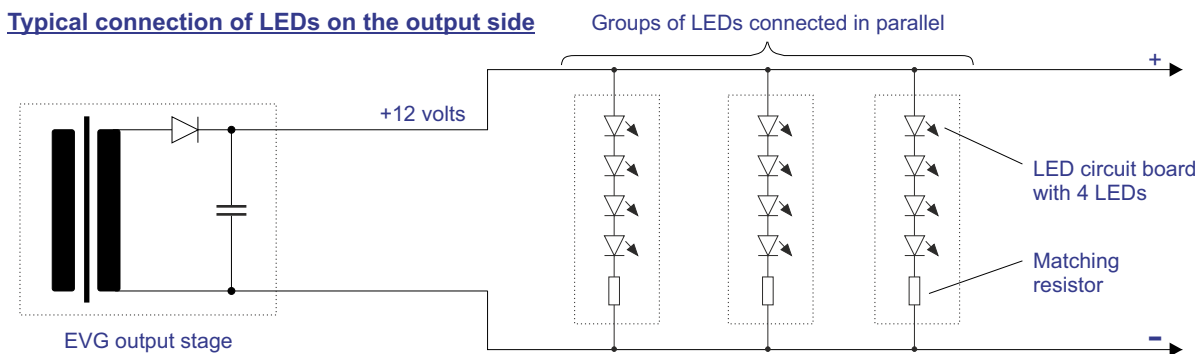 Typical connection of LEDs on the output side
Groups of LEDs connected in parallel
+
+12 volts
LED circuit board
with 4 LEDs
Matching
resistor
EVG output stage
–